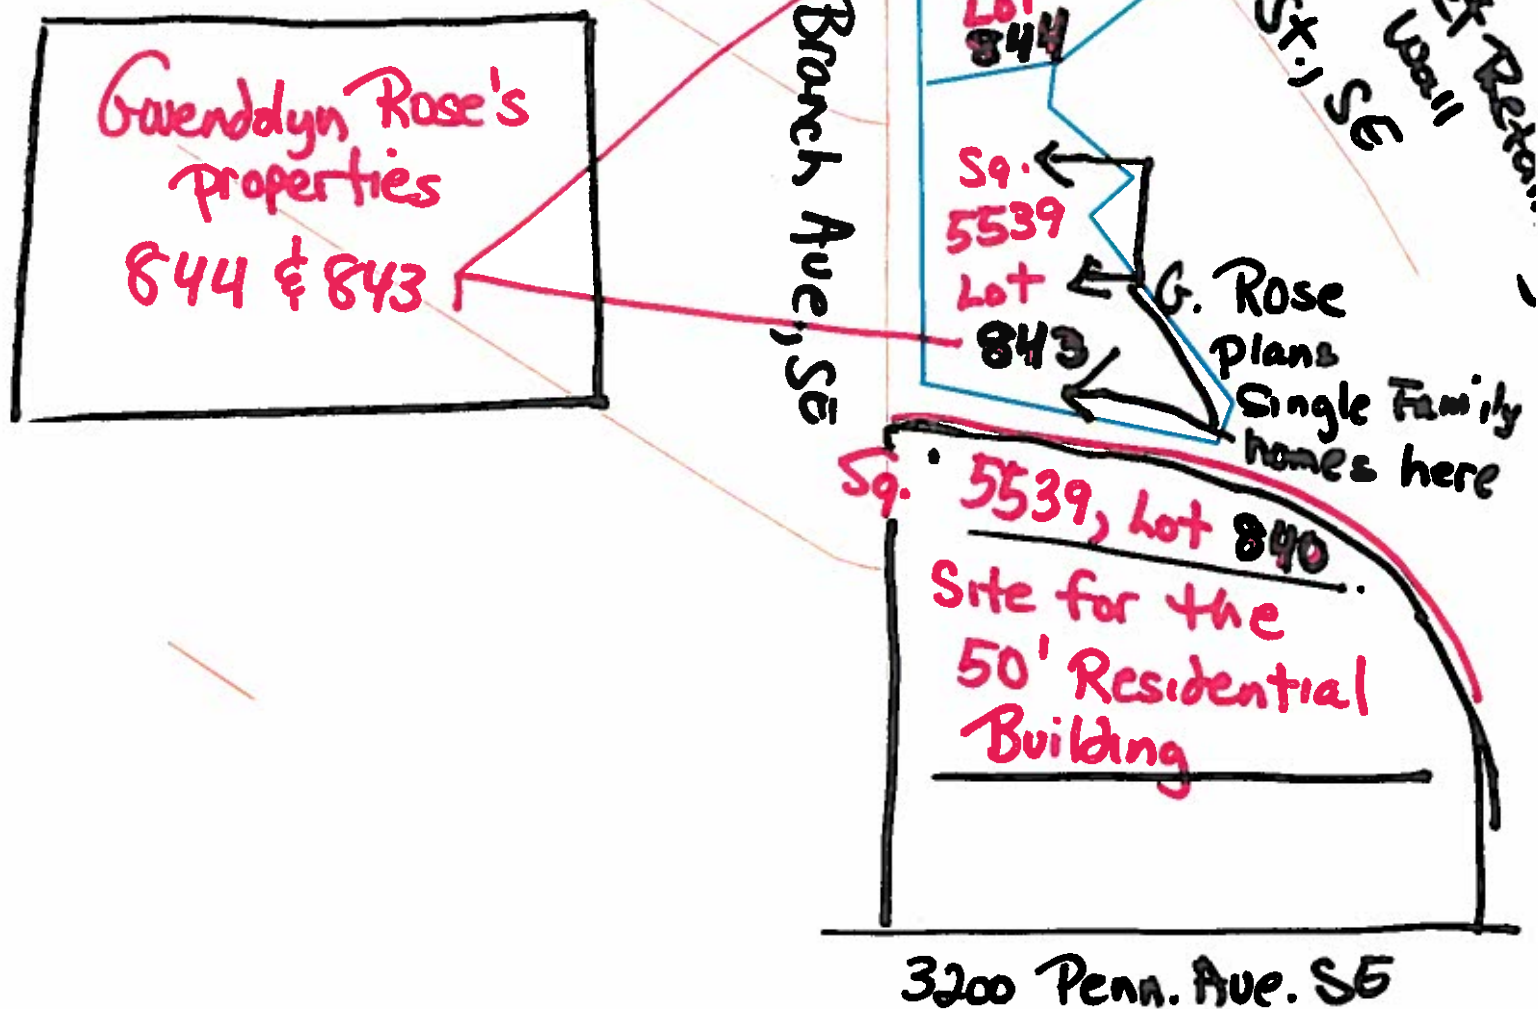 Gwendolyn Rose's
properties
844 & 843
Branch Ave, SE
Lot
844
St., SE
Wall
Sq.
5539
Lot
843
G. Rose
plans
Single Family
homes here
Sq. 5539, Lot 840
Site for the
50' Residential
Building
3200 Penn. Ave. SE